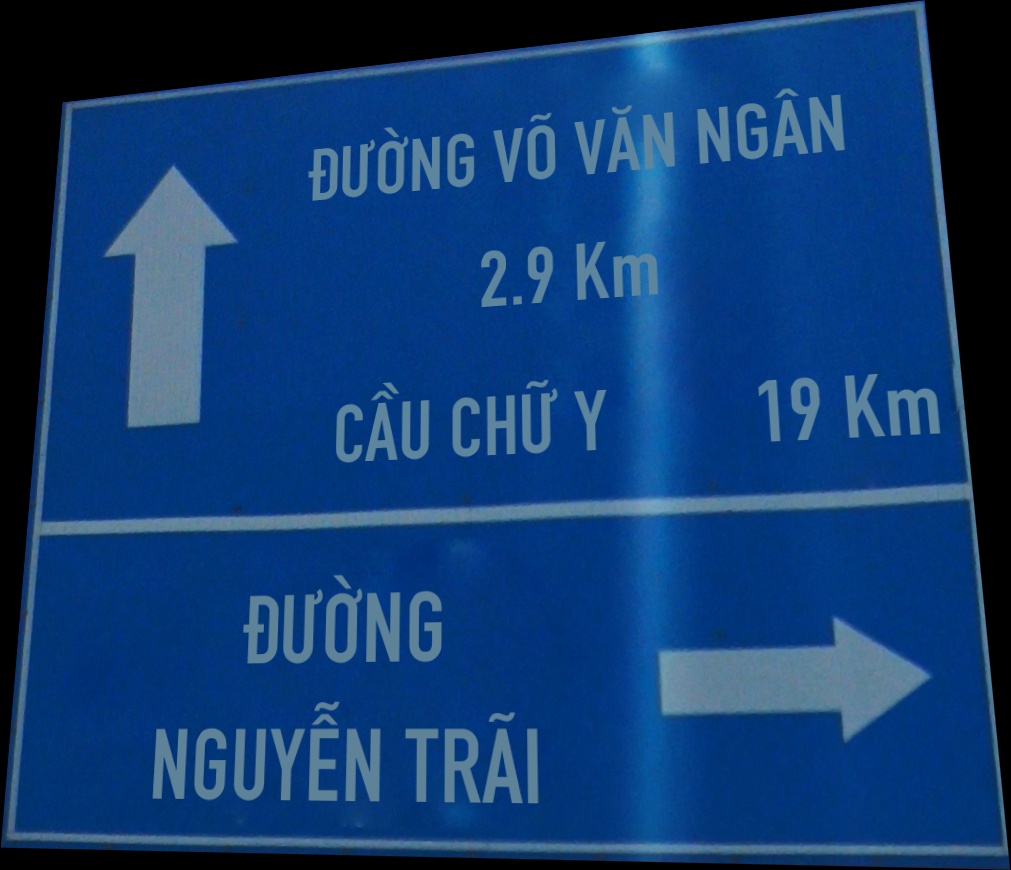 ĐƯỜNG VÕ VĂN NGÂN
2.9 Km
CẦU CHỮ Y 19 Km
ĐƯỜNG
NGUYỄN TRÃI